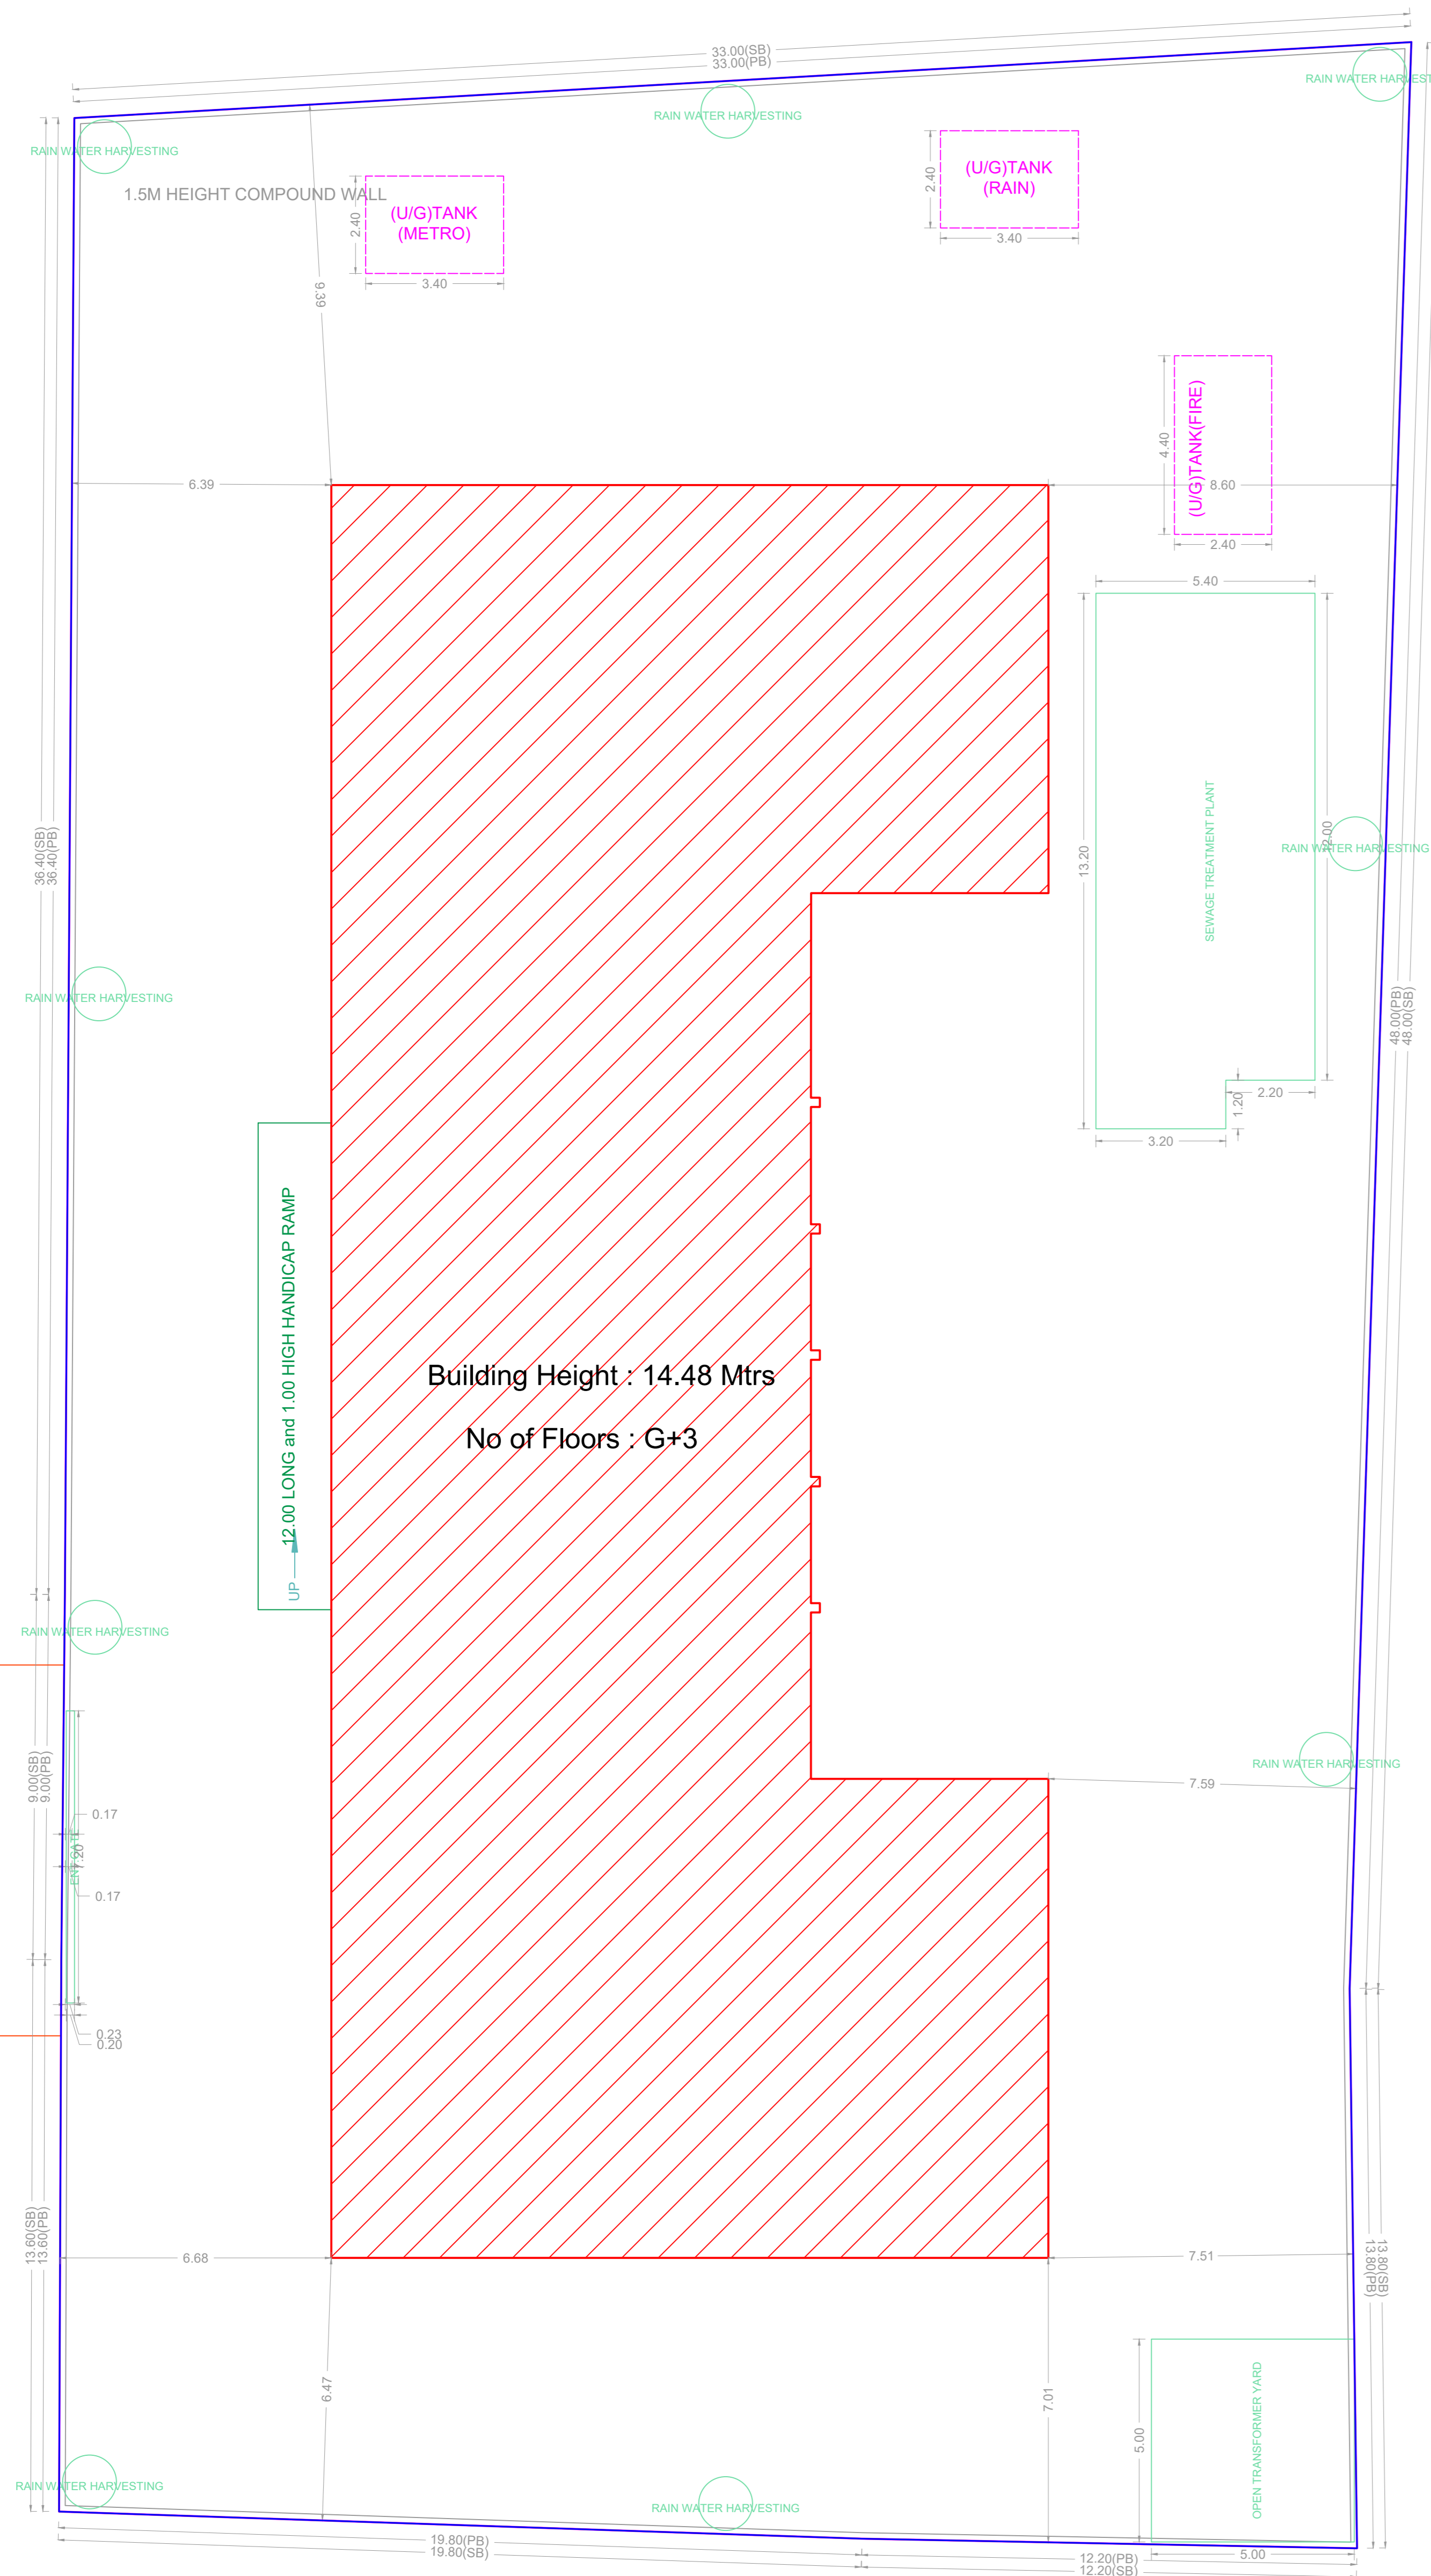 33.00(SB)
33.00(PB)
RAIN WATER HARVEST
RAIN WATER HARVESTING
RAIN WATER HARVESTING
1.5M HEIGHT COMPOUND WALL
(U/G)TANK
(METRO)
2.40
3.40
(U/G)TANK
(RAIN)
2.40
3.40
9.39
(U/G)TANK(FIRE)
4.40
2.40
6.39
8.60
5.40
13.20
12.00
SEWAGE TREATMENT PLANT
RAIN WATER HARVESTING
36.40(SB)
36.40(PB)
48.00(PB)
48.00(SB)
RAIN WATER HARVESTING
2.20
1.20
3.20
12.00 LONG and 1.00 HIGH HANDICAP RAMP
UP
Building Height : 14.48 Mtrs
No of Floors : G+3
RAIN WATER HARVESTING
9.00(SB)
9.00(PB)
0.17
7.20
0.17
0.23
0.20
RAIN WATER HARVESTING
7.59
13.60(SB)
13.60(PB)
6.68
7.51
13.80(SB)
13.80(PB)
6.47
7.01
5.00
OPEN TRANSFORMER YARD
RAIN WATER HARVESTING
RAIN WATER HARVESTING
19.80(PB)
19.80(SB)
12.20(PB)
12.20(SB)
5.00